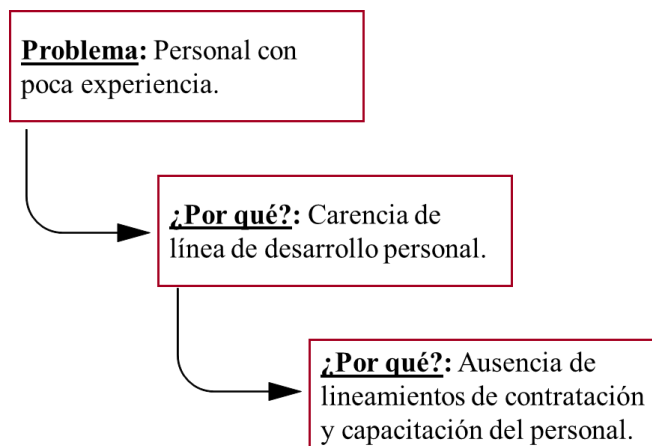 Problema: Personal con
poca experiencia.
¿Por qué?: Carencia de
línea de desarrollo personal.
¿Por qué?: Ausencia de
lineamientos de contratación
y capacitación del personal.